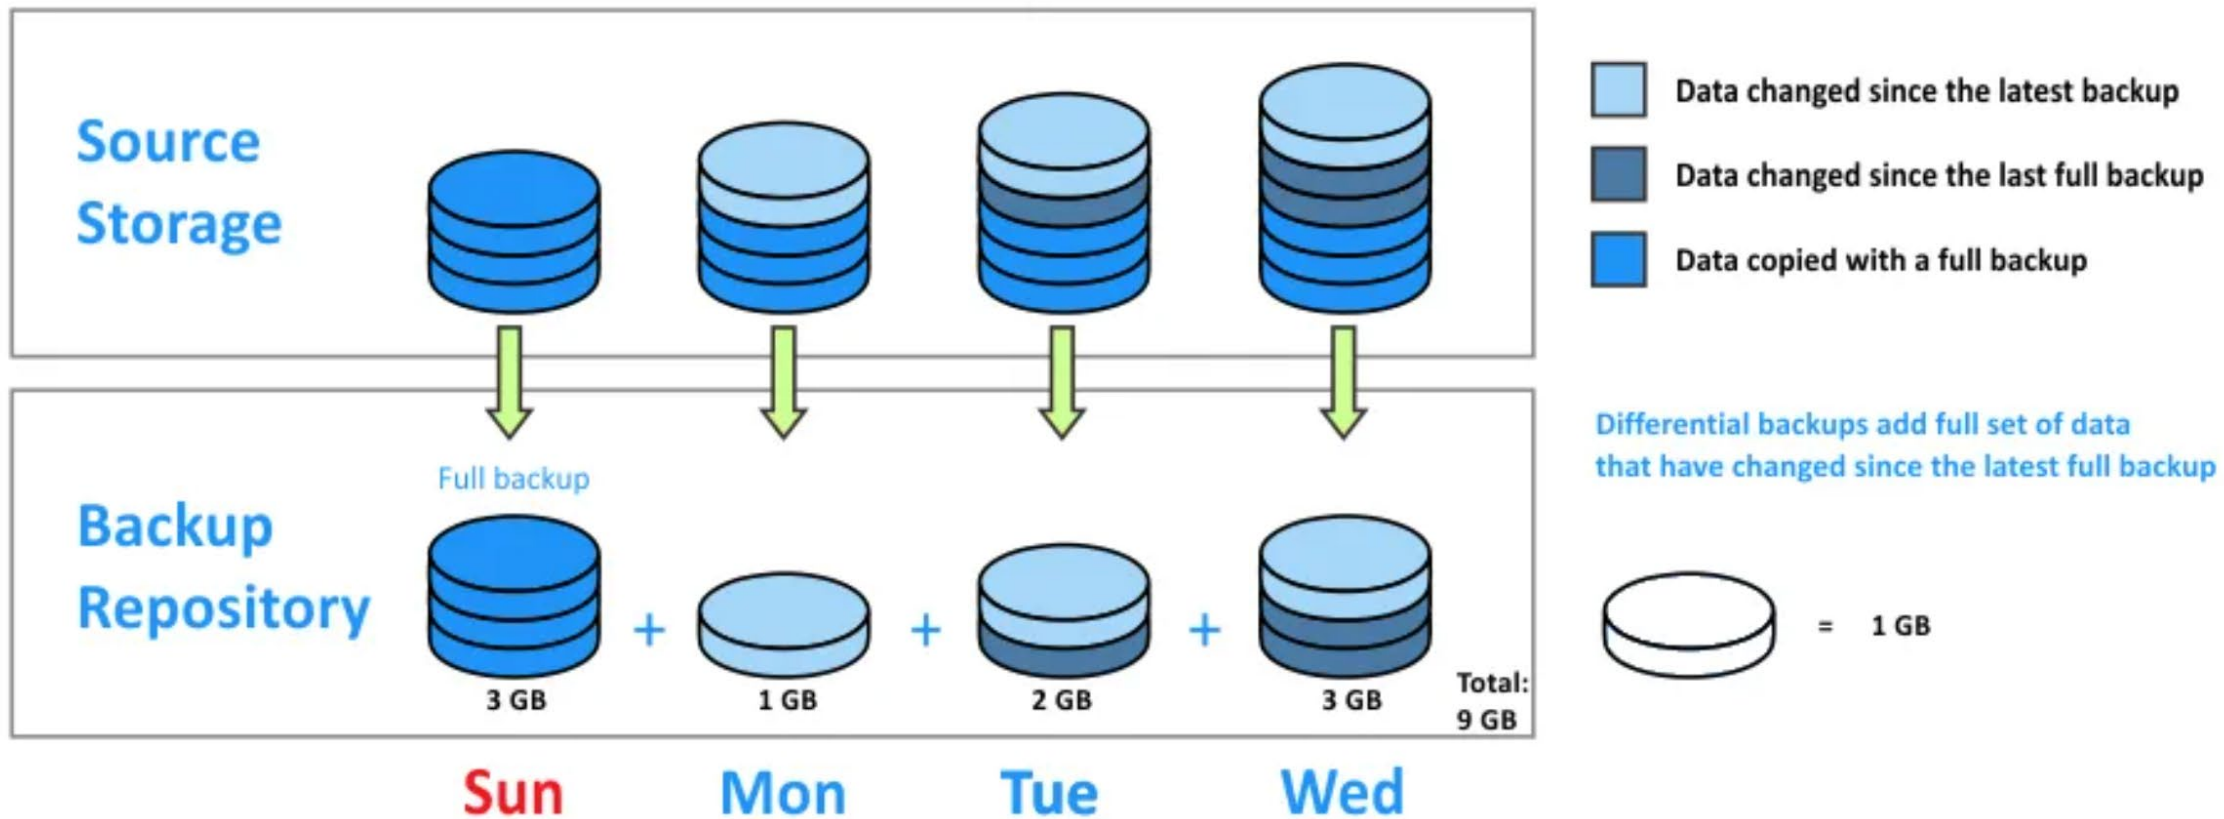 Source
Storage
Data changed since the latest backup
Data changed since the last full backup
Data copied with a full backup
Differential backups add full set of data
that have changed since the latest full backup
= 1 GB
Backup
Repository
Full backup
+ + +
3 GB 1 GB 2 GB 3 GB
Total:
9 GB
Sun Mon Tue Wed